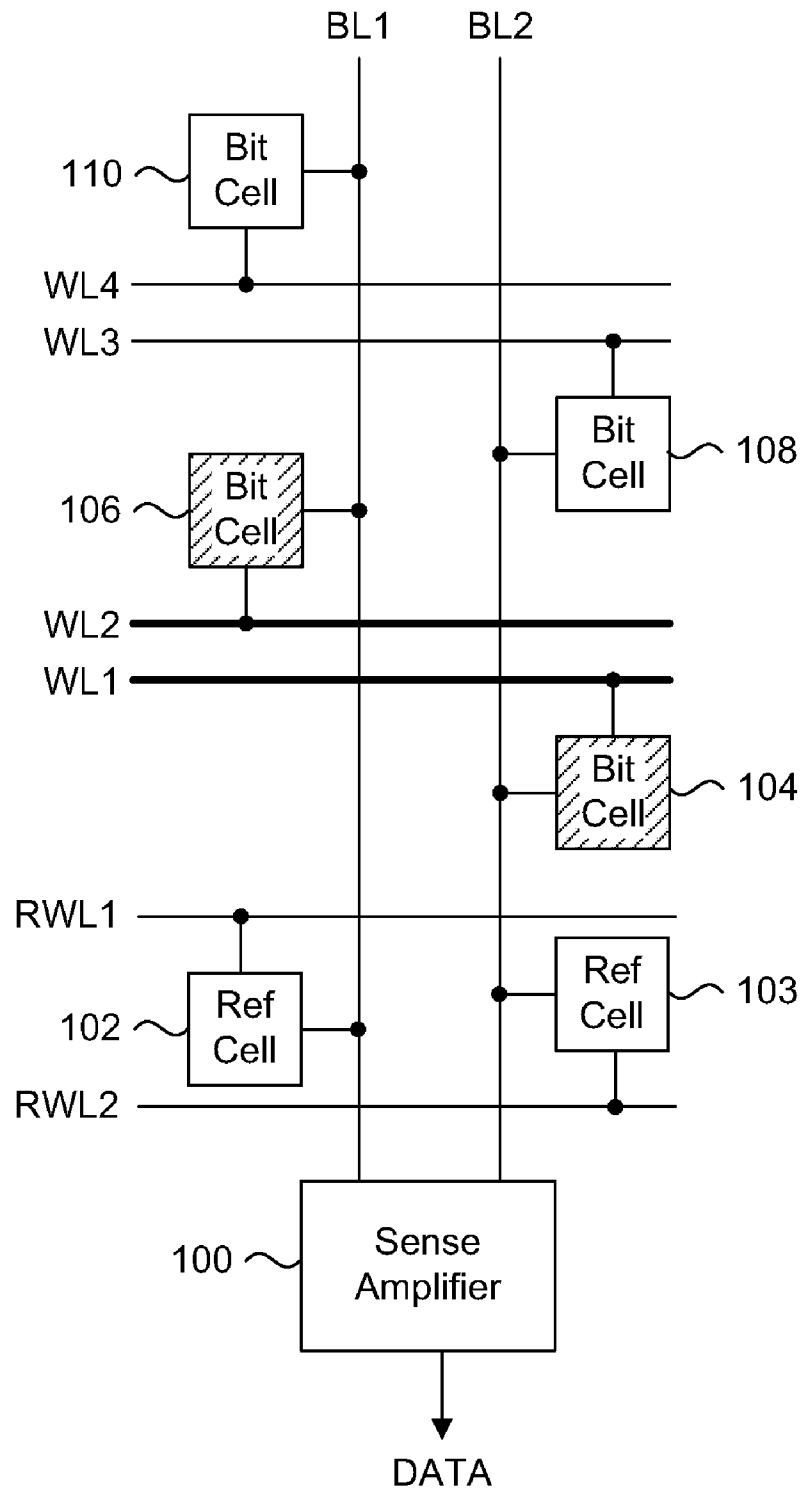 BL1 BL2
110
Bit
Cell
WL4
WL3
Bit
Cell
108
106
Bit
Cell
WL2
WL1
Bit
Cell
104
RWL1
Ref
Cell
103
102
Ref
Cell
RWL2
100
Sense
Amplifier
DATA